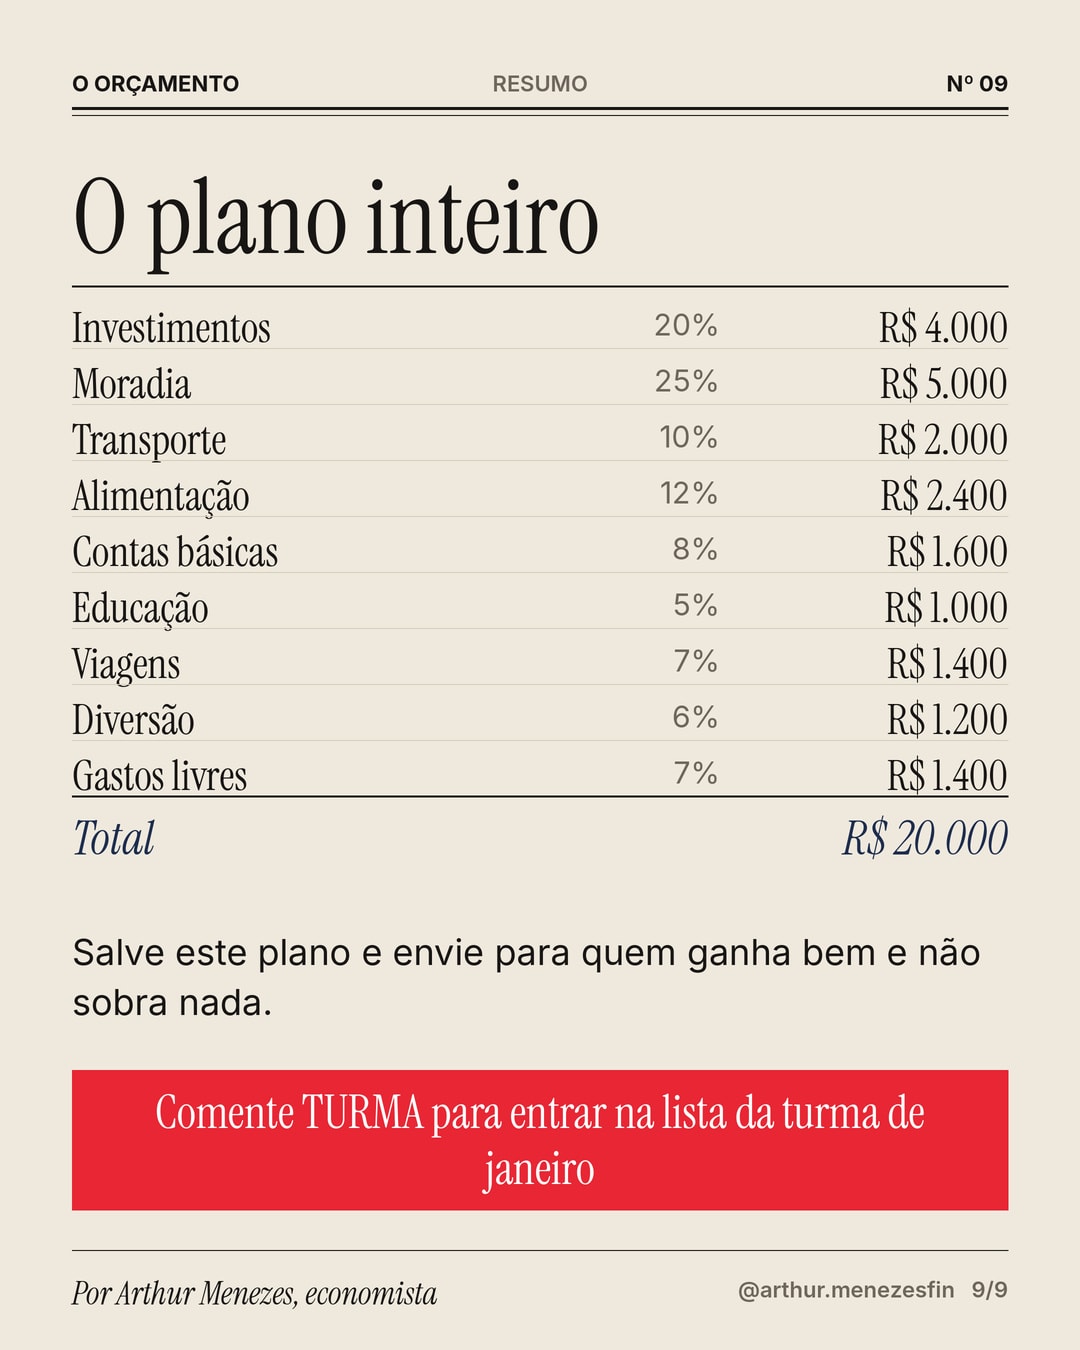 O ORÇAMENTO RESUMO Nº 09
O plano inteiro
Investimentos 20% R$ 4.000
Moradia 25% R$ 5.000
Transporte 10% R$ 2.000
Alimentação 12% R$ 2.400
Contas básicas 8% R$ 1.600
Educação 5% R$ 1.000
Viagens 7% R$ 1.400
Diversão 6% R$ 1.200
Gastos livres 7% R$ 1.400
Total R$ 20.000
Salve este plano e envie para quem ganha bem e não
sobra nada.
Comente TURMA para entrar na lista da turma de
janeiro
Por Arthur Menezes, economista @arthur.menezesfin 9/9